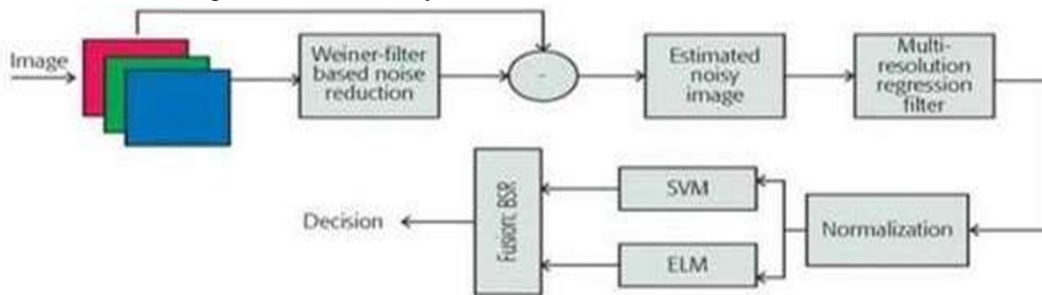 Image
Weiner-filter
based noise
reduction
-
Estimated
noisy
image
Multi-
resolution
regression
filter
SVM
ELM
Normalization
Fusion: BSR
Decision